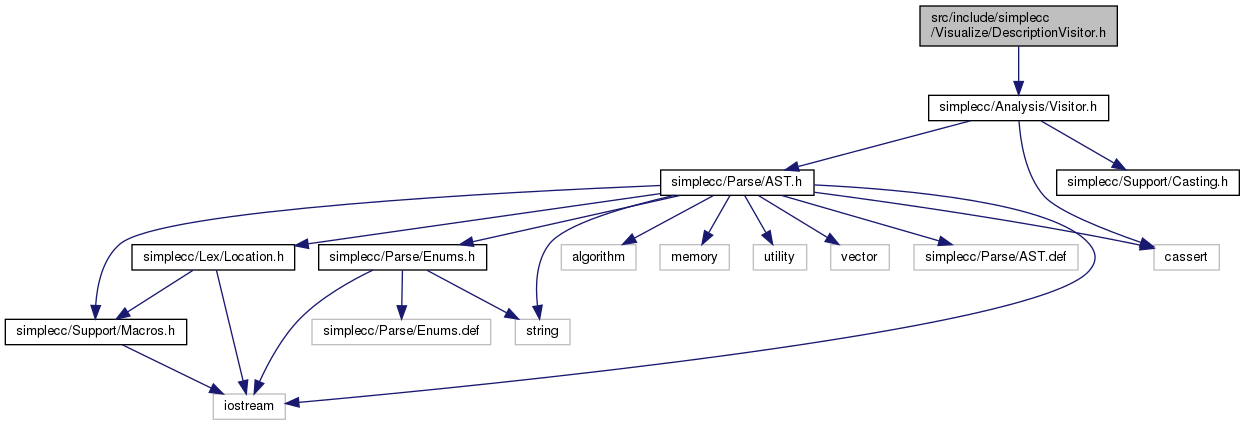 src/include/simplecc
/Visualize/DescriptionVisitor.h
simplecc/Analysis/Visitor.h
simplecc/Parse/AST.h
simplecc/Support/Casting.h
simplecc/Lex/Location.h
simplecc/Parse/Enums.h
algorithm
memory
utility
vector
simplecc/Parse/AST.def
cassert
simplecc/Support/Macros.h
simplecc/Parse/Enums.def
string
iostream